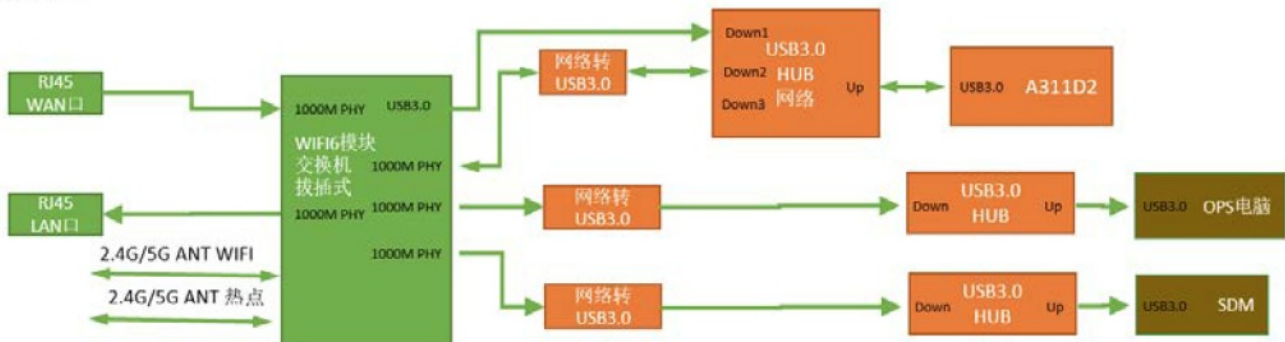 RJ45
WAN口
RJ45
LAN口
2.4G/5G ANT WIFI
2.4G/5G ANT 热点
1000M PHY
USB3.0
WIFI6模块
交换机
拔插式
1000M PHY
1000M PHY
1000M PHY
1000M PHY
网络转
USB3.0
Down1
USB3.0
HUB
网络
Down2
Down3
Up
USB3.0
A311D2
网络转
USB3.0
USB3.0
HUB
Down
Up
USB3.0
OPS电脑
网络转
USB3.0
USB3.0
HUB
Down
Up
USB3.0
SDM